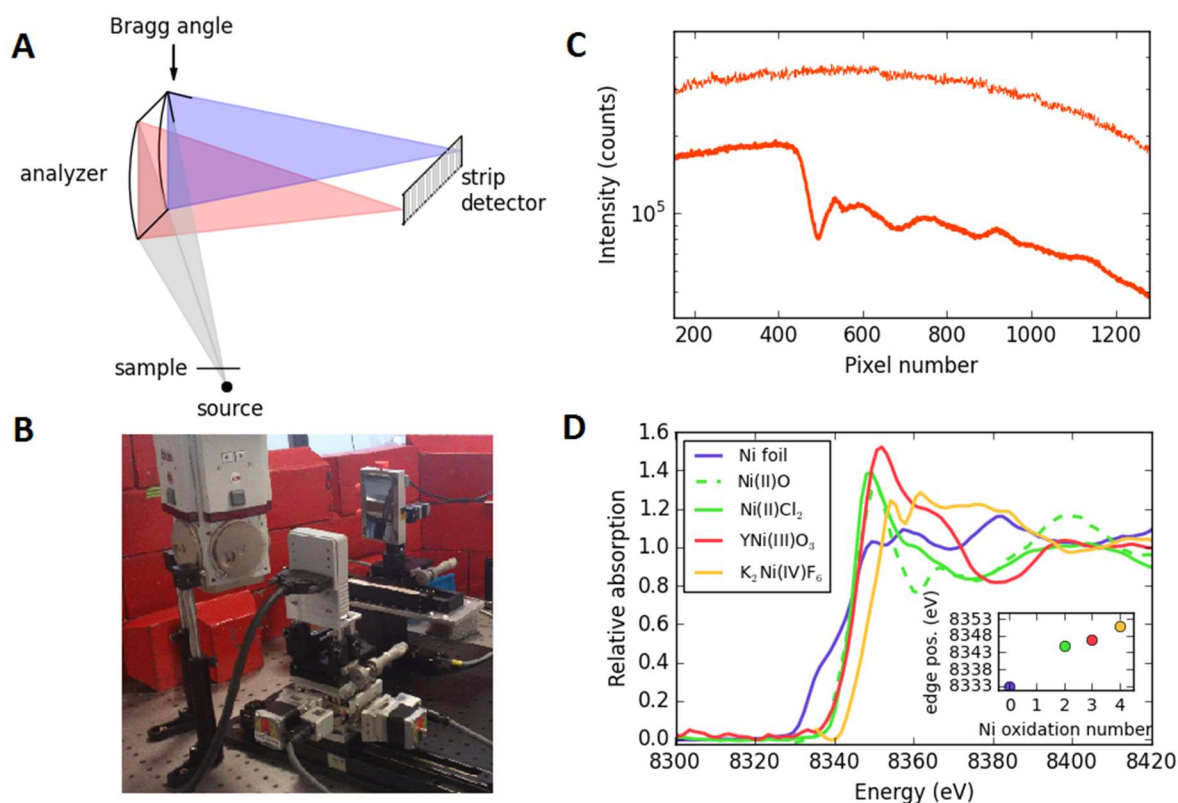 A
Bragg angle
analyzer
strip
detector
sample
source
B
C
Intensity (counts)
10⁵
200 400 600 800 1000 1200
Pixel number
D
Relative absorption
1.6
1.4
1.2
1.0
0.8
0.6
0.4
0.2
0.0
Ni foil
Ni(II)O
Ni(II)Cl₂
YNi(III)O₃
K₂Ni(IV)F₆
edge pos. (eV)
8353
8348
8343
8338
8333
0 1 2 3 4
Ni oxidation number
8300 8320 8340 8360 8380 8400 8420
Energy (eV)